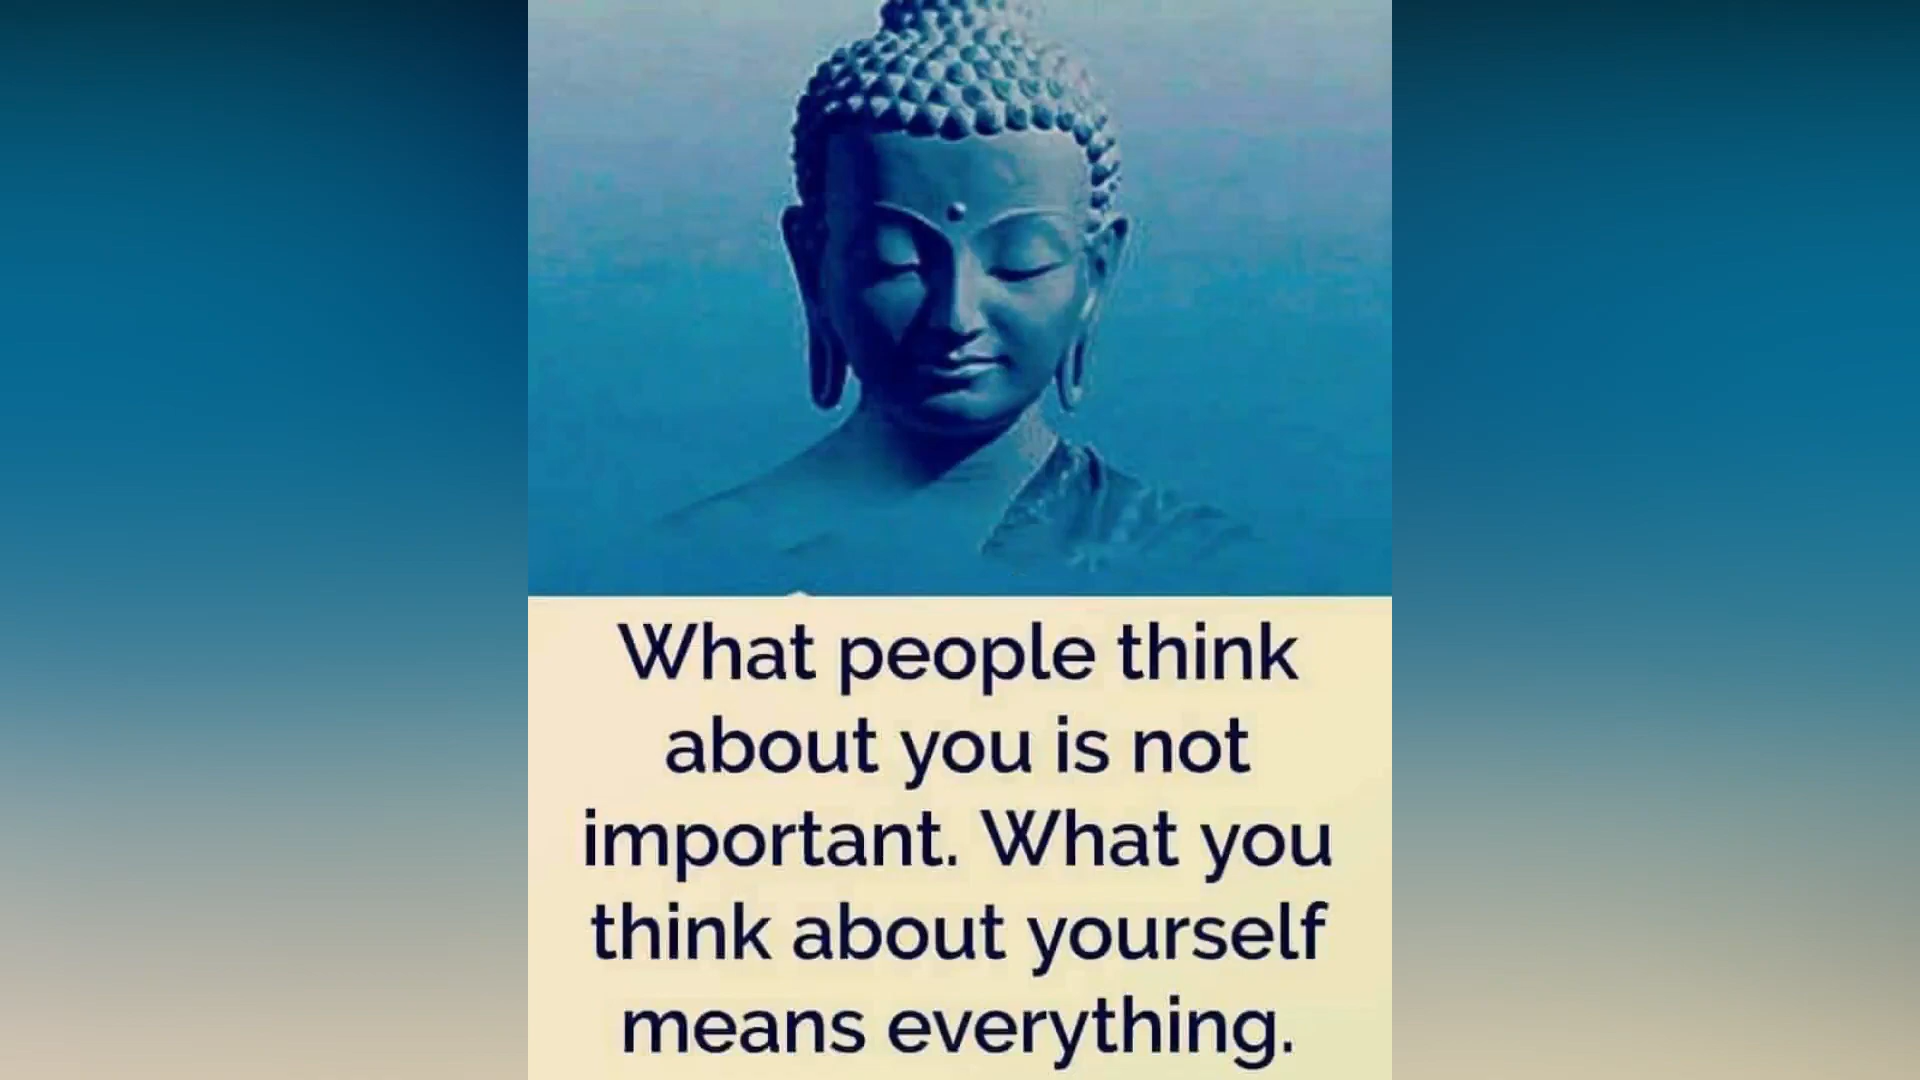 What people think
about you is not
important. What you
think about yourself
means everything.